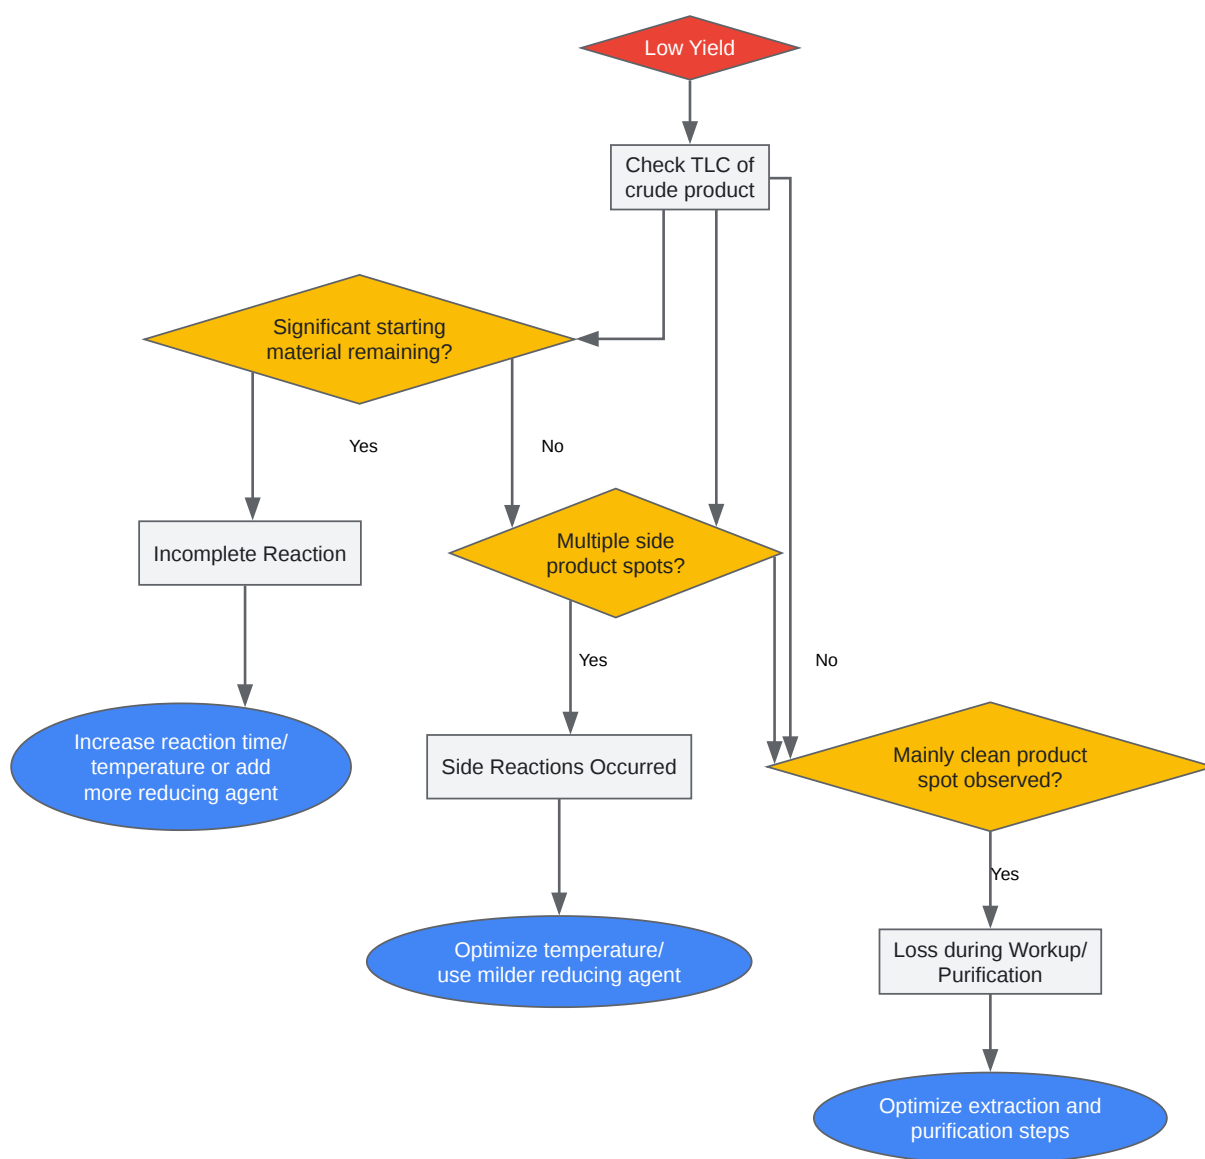 Low Yield
Check TLC of
crude product
Significant starting
material remaining?
Yes
No
Multiple side
product spots?
Incomplete Reaction
Yes
No
Increase reaction time/
temperature or add
more reducing agent
Side Reactions Occurred
Mainly clean product
spot observed?
Yes
Optimize temperature/
use milder reducing agent
Loss during Workup/
Purification
Optimize extraction and
purification steps